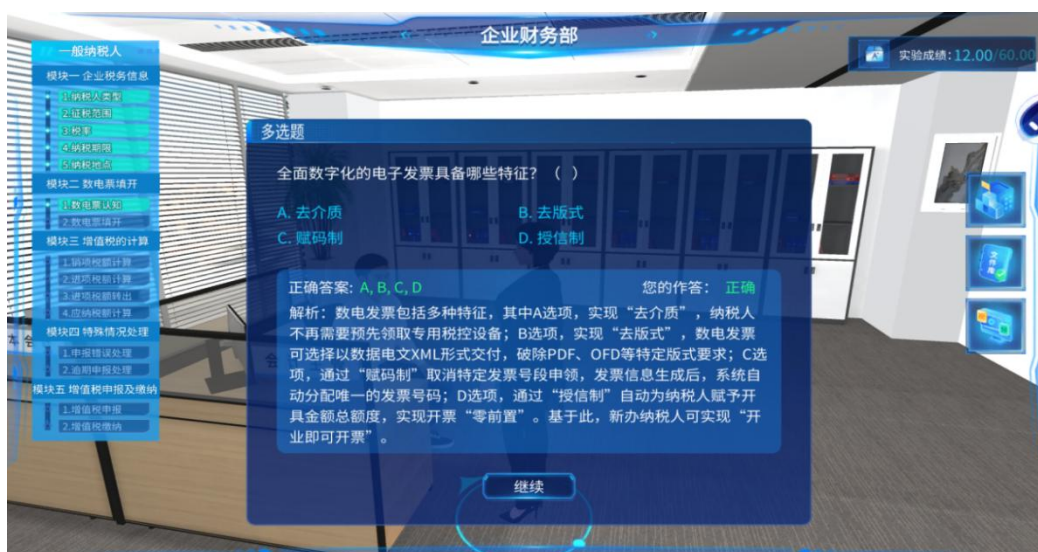 企业财务部
实验成绩:12.00/60.00
一般纳税人
模块一 企业税务信息
1.纳税人类型
2.征税范围
3.税率
4.纳税期限
5.纳税地点
模块二 数电票填开
1.数电票认知
2.数电票填开
模块三 增值税的计算
1.销项税额计算
2.进项税额计算
3.进项税额转出
4.应纳税额计算
模块四 特殊情况处理
1.申报错误处理
2.逾期申报处理
模块五 增值税申报及缴纳
1.增值税申报
2.增值税缴纳
多选题
全面数字化的电子发票具备哪些特征？（ ）
A. 去介质
B. 去版式
C. 赋码制
D. 授信制
正确答案: A, B, C, D
您的作答： 正确
解析：数电发票包括多种特征，其中A选项，实现“去介质”，纳税人
不再需要预先领取专用税控设备；B选项，实现“去版式”，数电发票
可选择以数据电文XML形式交付，破除PDF、OFD等特定版式要求；C选
项，通过“赋码制”取消特定发票号段申领，发票信息生成后，系统自
动分配唯一的发票号码；D选项，通过“授信制”自动为纳税人赋予开
具金额总额度，实现开票“零前置”。基于此，新办纳税人可实现“开
业即可开票”。
继续
文件库